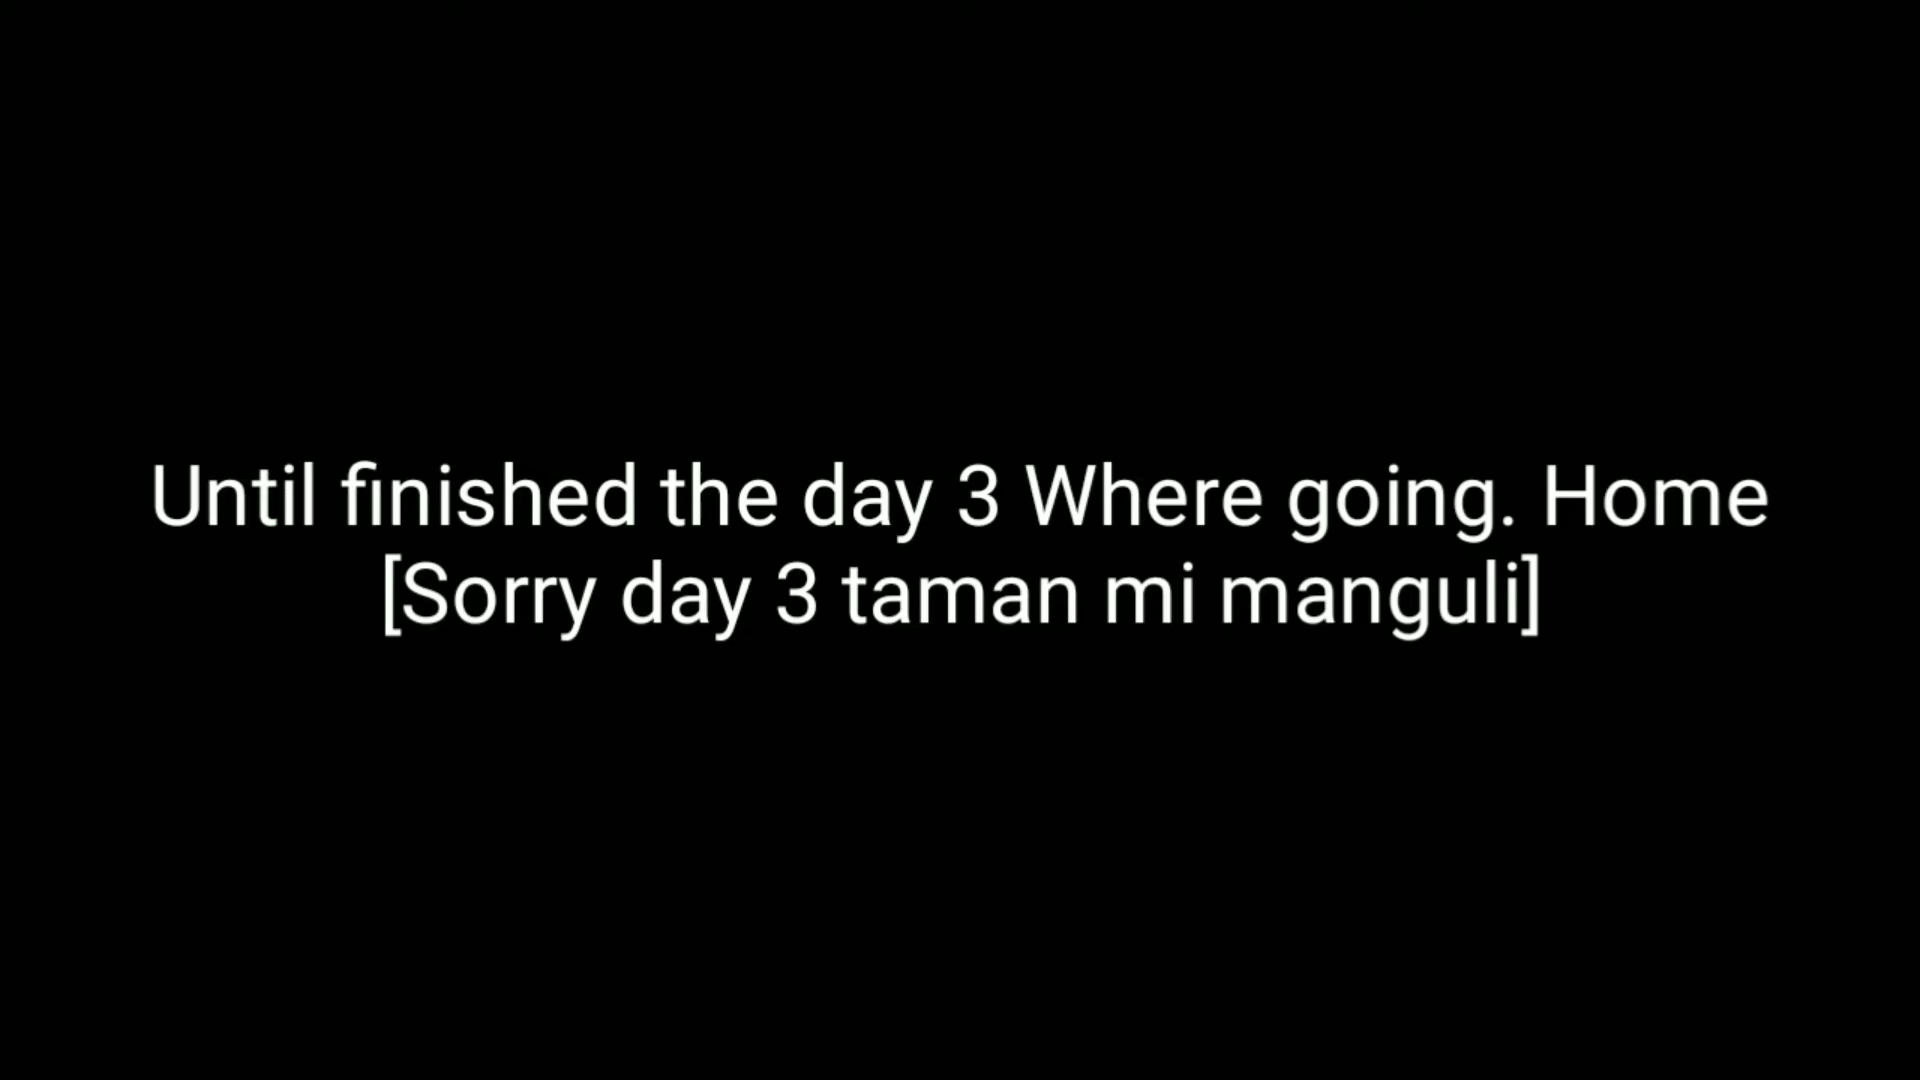 Until finished the day 3 Where going. Home
[Sorry day 3 taman mi manguli]